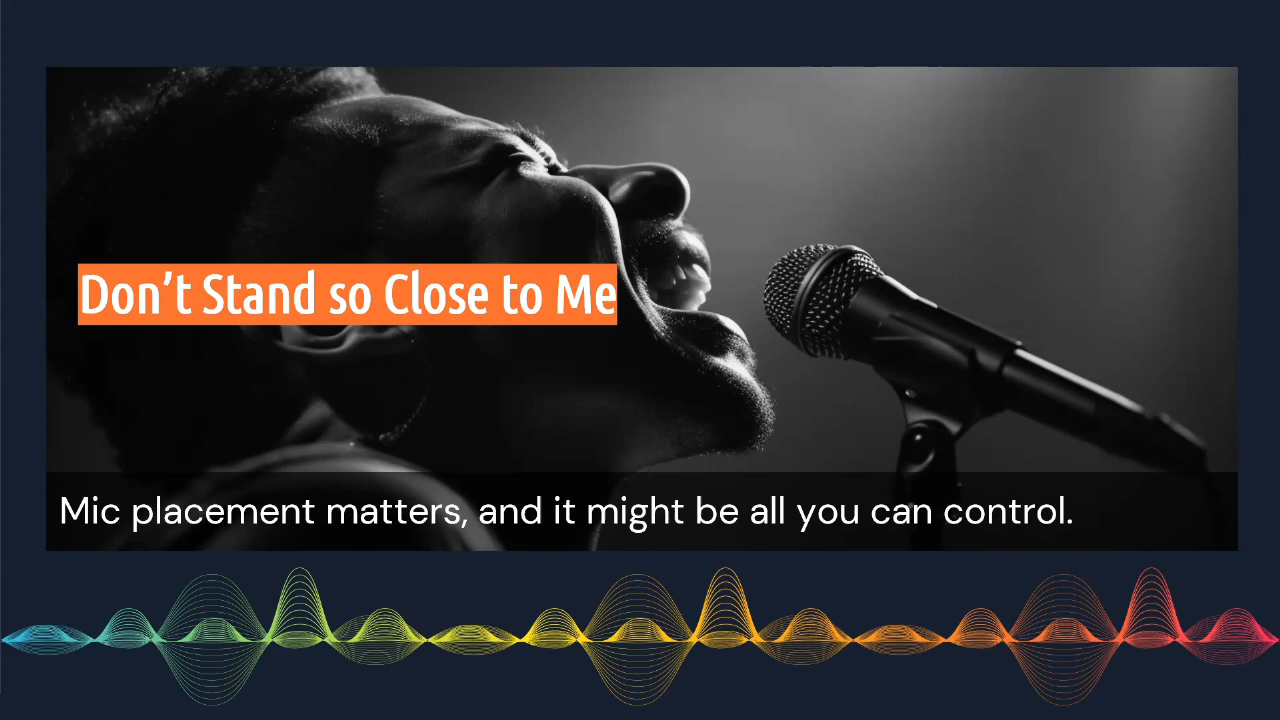 Don’t Stand so Close to Me
Mic placement matters, and it might be all you can control.